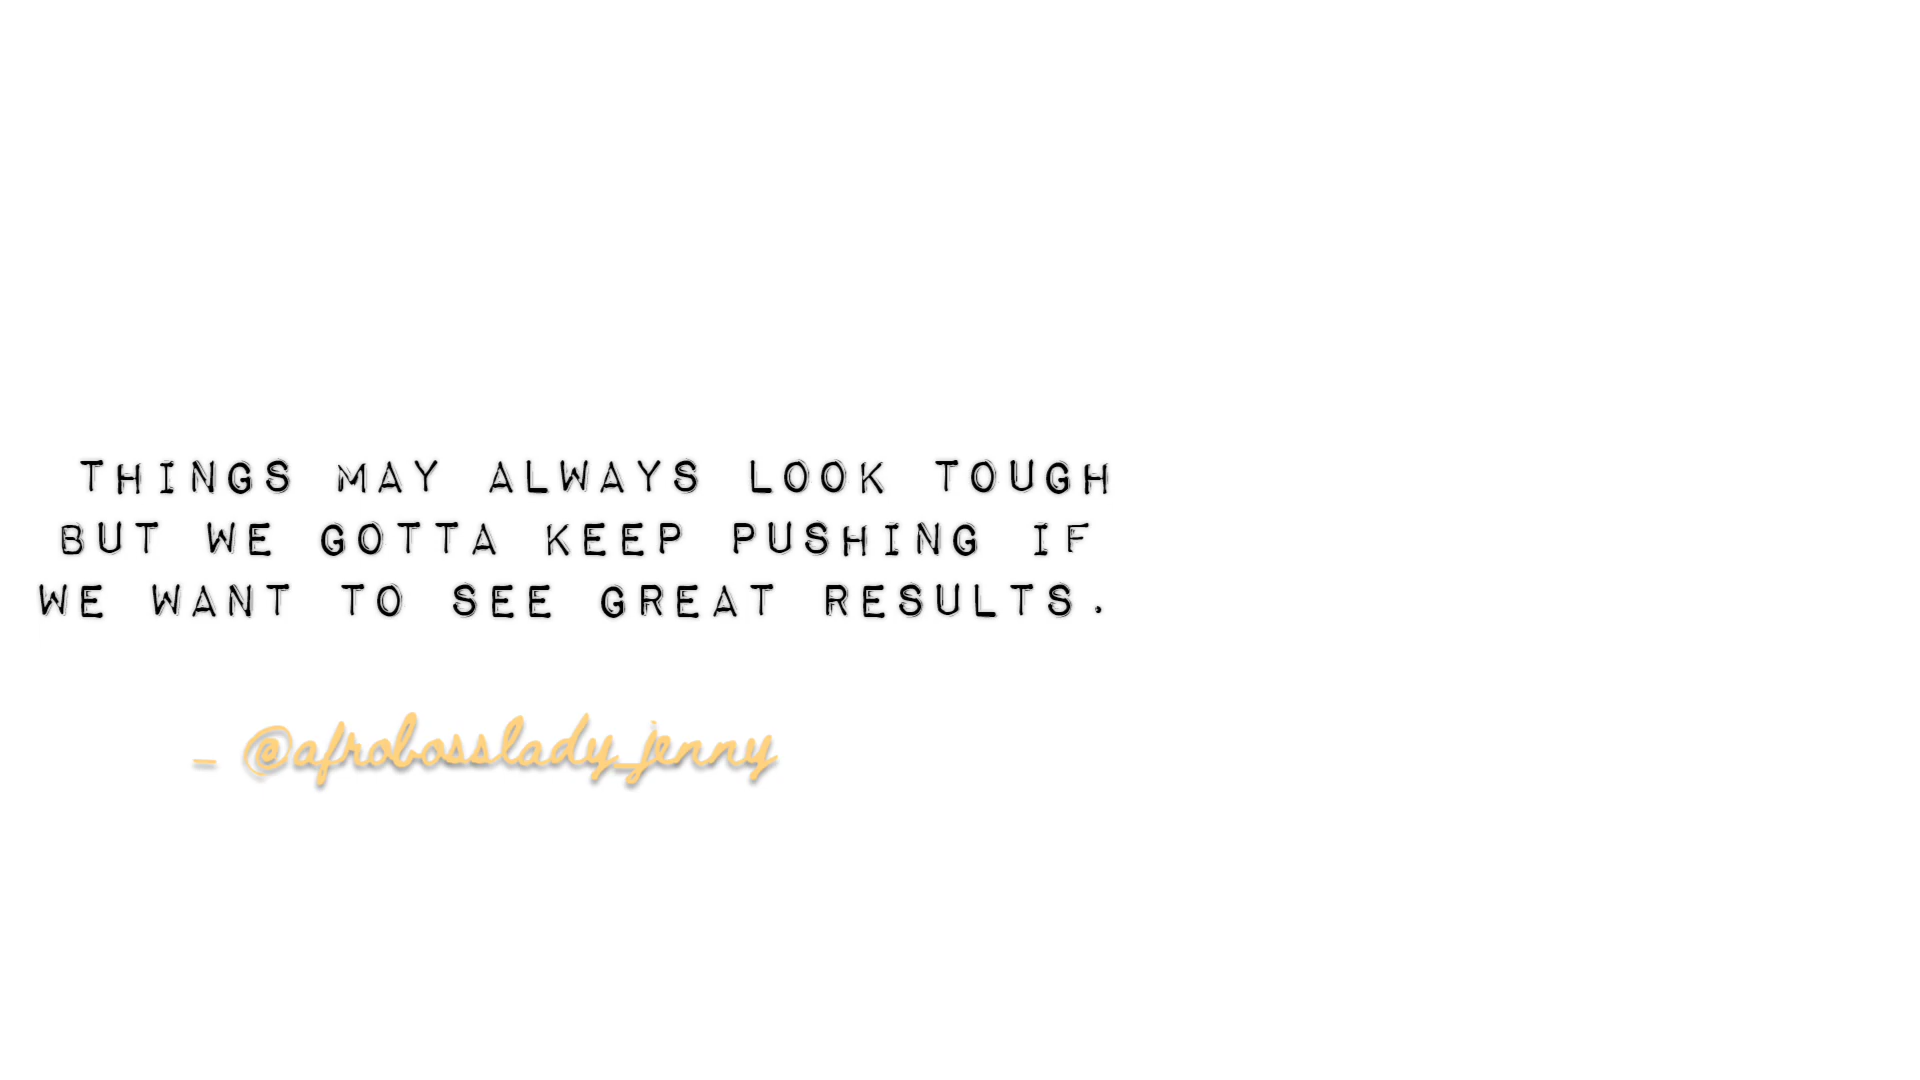 THINGS MAY ALWAYS LOOK TOUGH
BUT WE GOTTA KEEP PUSHING IF
WE WANT TO SEE GREAT RESULTS.
- @afrobosslady_jenny